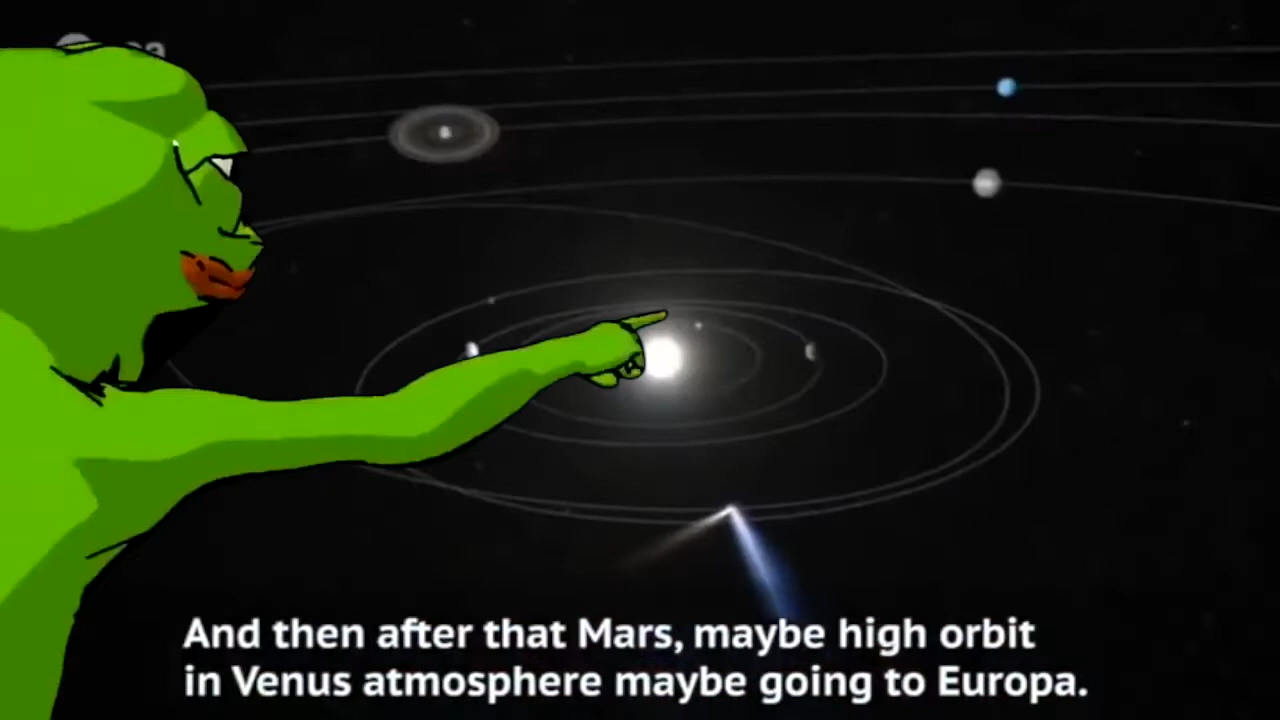 And then after that Mars, maybe high orbit
in Venus atmosphere maybe going to Europa.